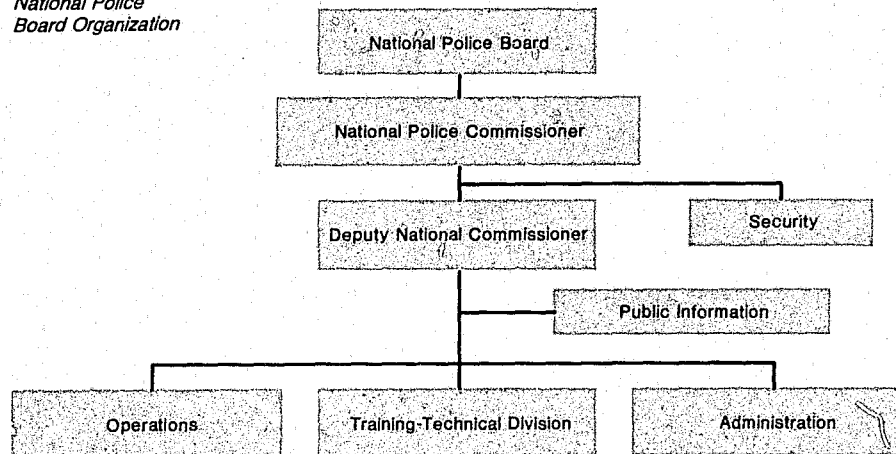 National Police
Board Organization
National Police Board
National Police Commissioner
Deputy National Commissioner
Security
Public Information
Operations
Training-Technical Division
Administration